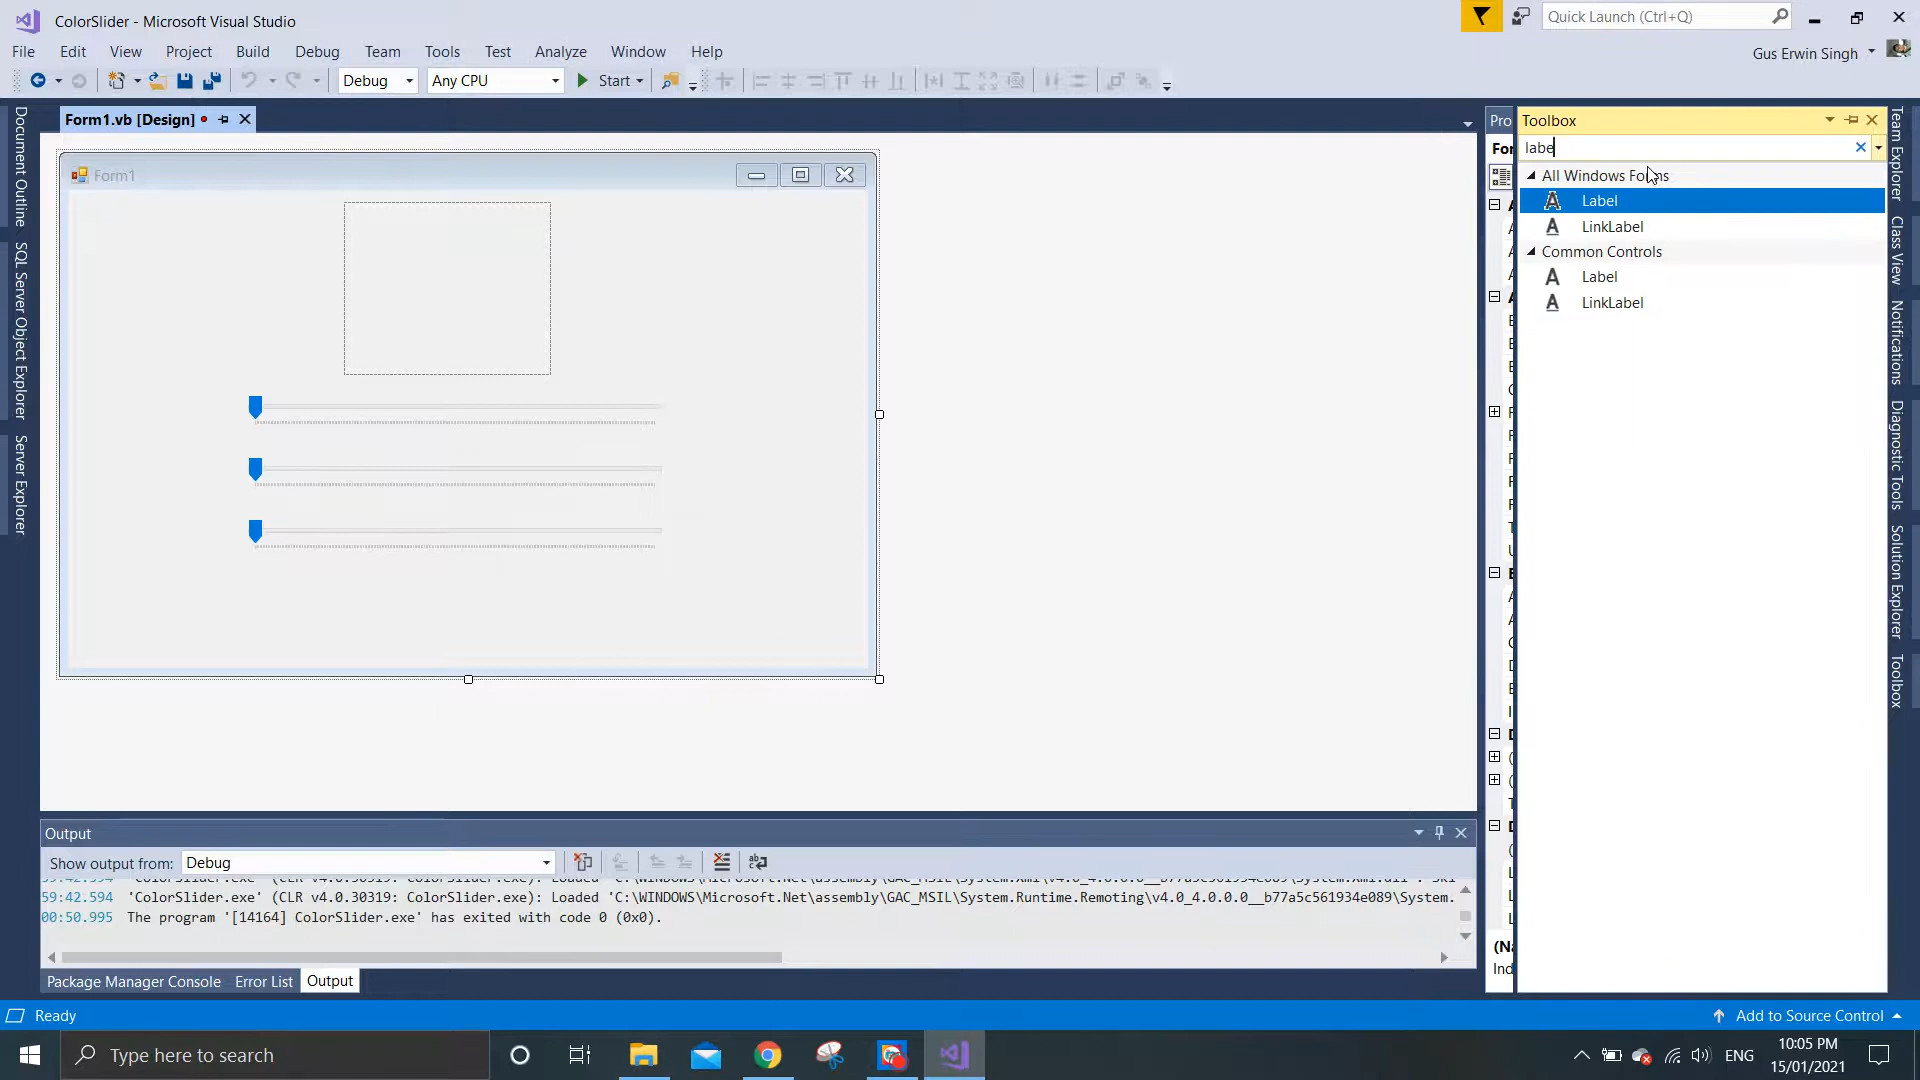 ColorSlider - Microsoft Visual Studio
Quick Launch (Ctrl+Q)
File Edit View Project Build Debug Team Tools Test Analyze Window Help
Gus Erwin Singh
Debug Any CPU Start
Form1.vb [Design]
Document Outline
SQL Server Object Explorer
Server Explorer
Form1
Pro
For
Toolbox
labe
All Windows Forms
Label
LinkLabel
Common Controls
Label
LinkLabel
(Na
Ind
Team Explorer
Class View
Notifications
Diagnostic Tools
Solution Explorer
Toolbox
Output
Show output from: Debug
59:42.594 'ColorSlider.exe' (CLR v4.0.30319: ColorSlider.exe): Loaded 'C:\WINDOWS\Microsoft.Net\assembly\GAC_MSIL\System.Runtime.Remoting\v4.0_4.0.0.0__b77a5c561934e089\System.
00:50.995 The program '[14164] ColorSlider.exe' has exited with code 0 (0x0).
Package Manager Console Error List Output
Ready
Add to Source Control
Type here to search
ENG
10:05 PM
15/01/2021